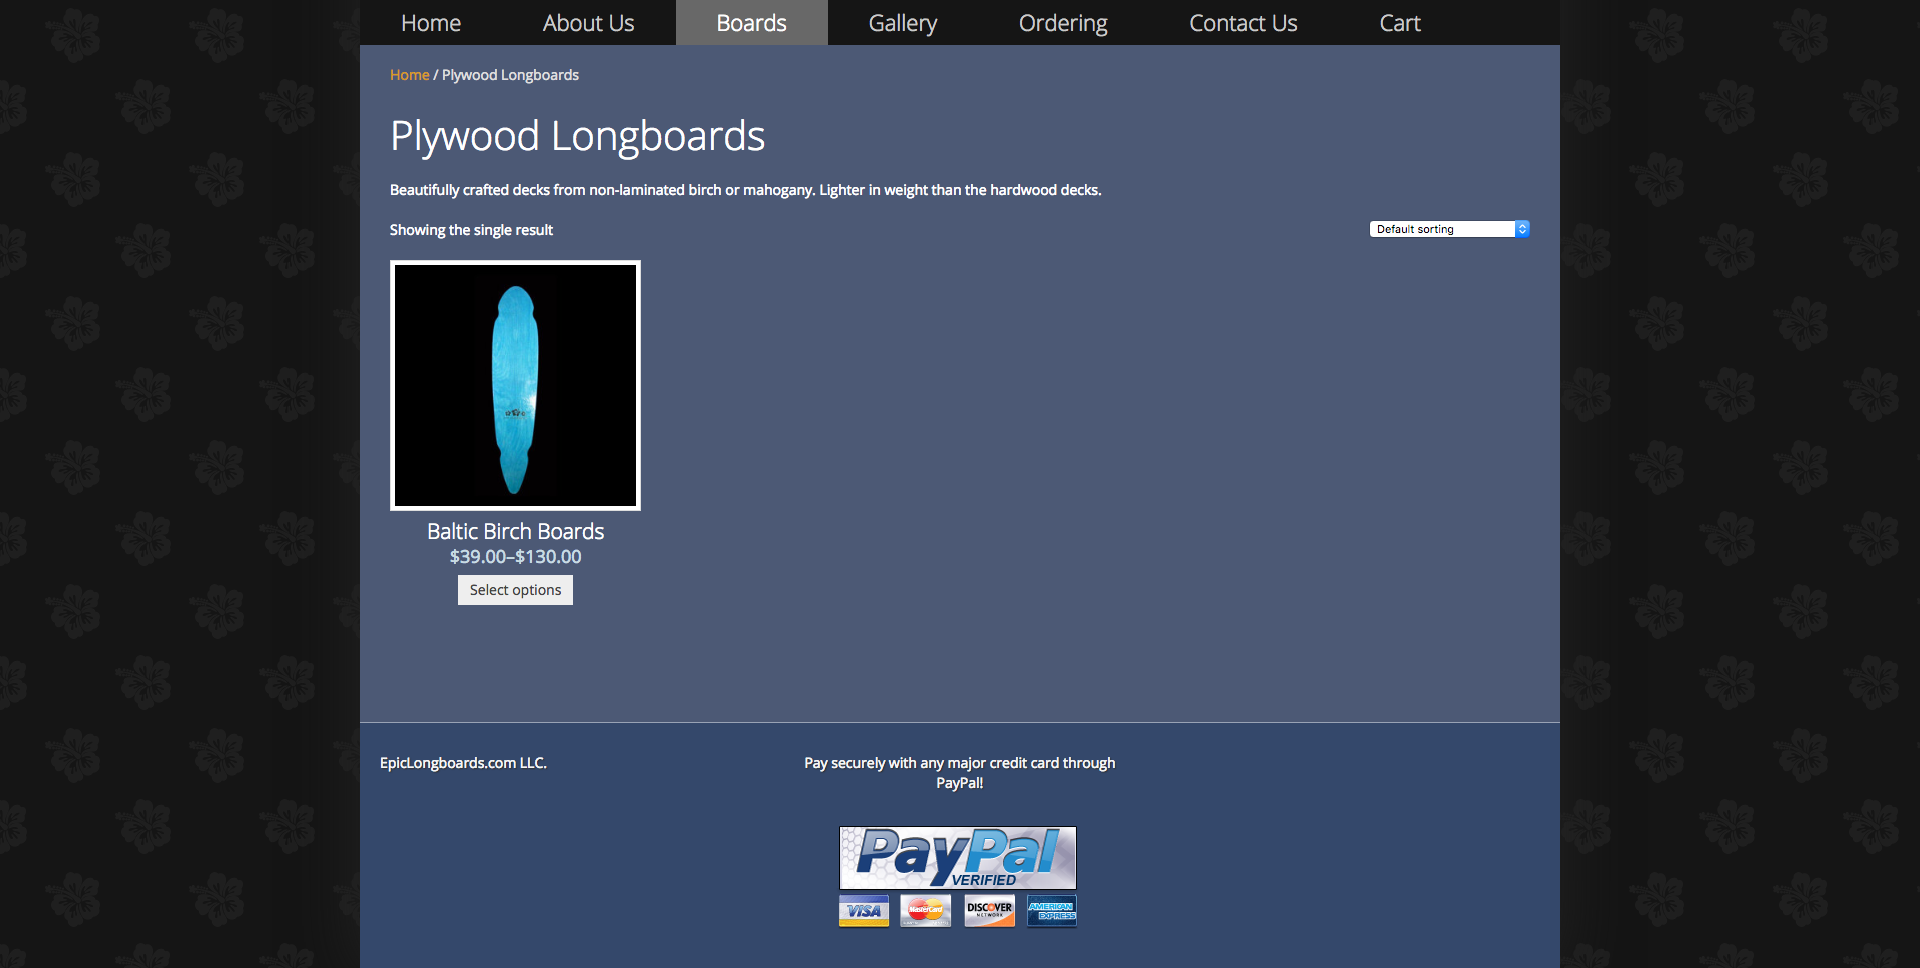 Home About Us Boards Gallery Ordering Contact Us Cart
Home / Plywood Longboards
Plywood Longboards
Beautifully crafted decks from non-laminated birch or mahogany. Lighter in weight than the hardwood decks.
Showing the single result
Default sorting
Baltic Birch Boards
$39.00–$130.00
Select options
EpicLongboards.com LLC.
Pay securely with any major credit card through
PayPal!
PayPal
VERIFIED
VISA MasterCard DISCOVER NETWORK AMERICAN EXPRESS